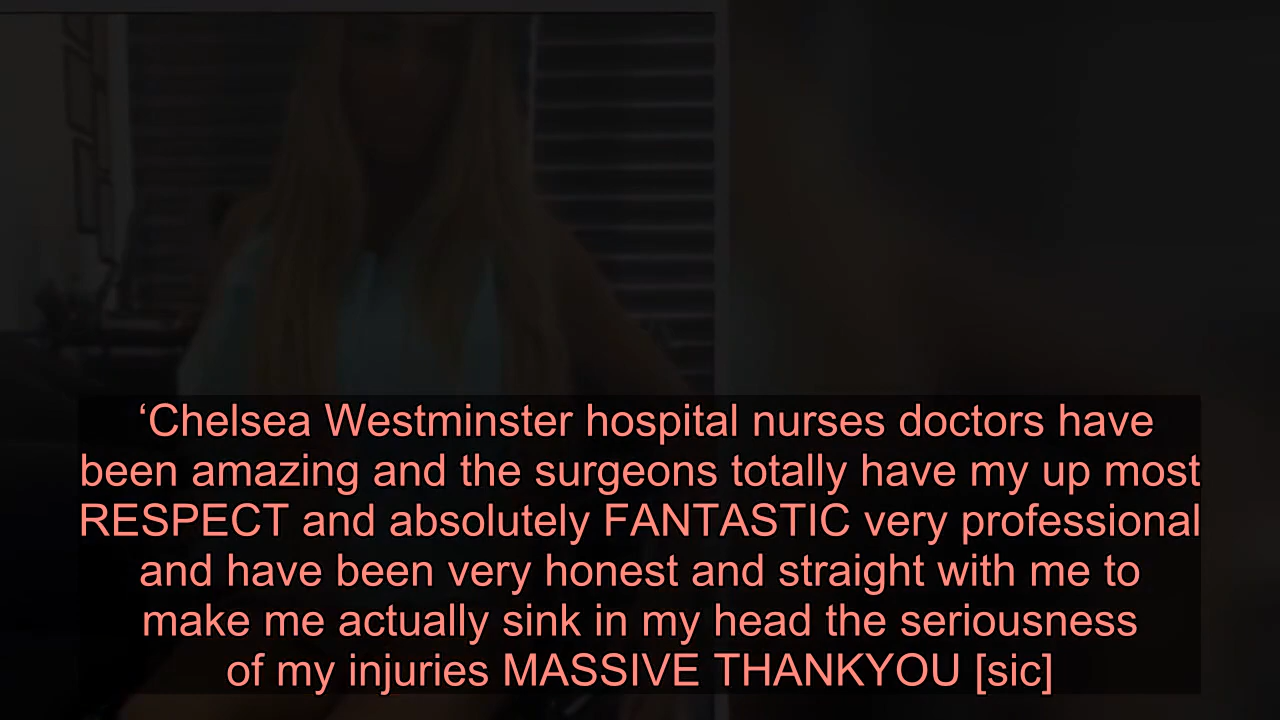 ‘Chelsea Westminster hospital nurses doctors have
been amazing and the surgeons totally have my up most
RESPECT and absolutely FANTASTIC very professional
and have been very honest and straight with me to
make me actually sink in my head the seriousness
of my injuries MASSIVE THANKYOU [sic]